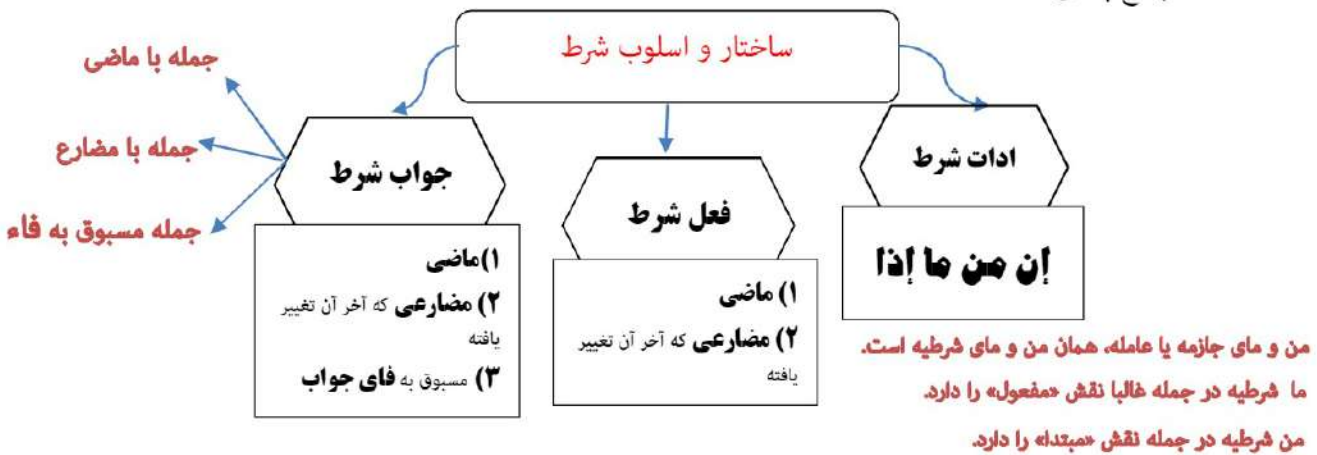 ساختار و اسلوب شرط
ادات شرط
إن من ما إذا
من و مای جازمه یا عامله، همان من و مای شرطیه است.
ما شرطیه در جمله غالبا نقش «مفعول» را دارد.
من شرطیه در جمله نقش «مبتدا» را دارد.
فعل شرط
۱) ماضی
۲) مضارعی که آخر آن تغییر
یافته
جواب شرط
۱)ماضی
۲) مضارعی که آخر آن تغییر
یافته
۳) مسبوق به فای جواب
جمله با ماضی
جمله با مضارع
جمله مسبوق به فاء